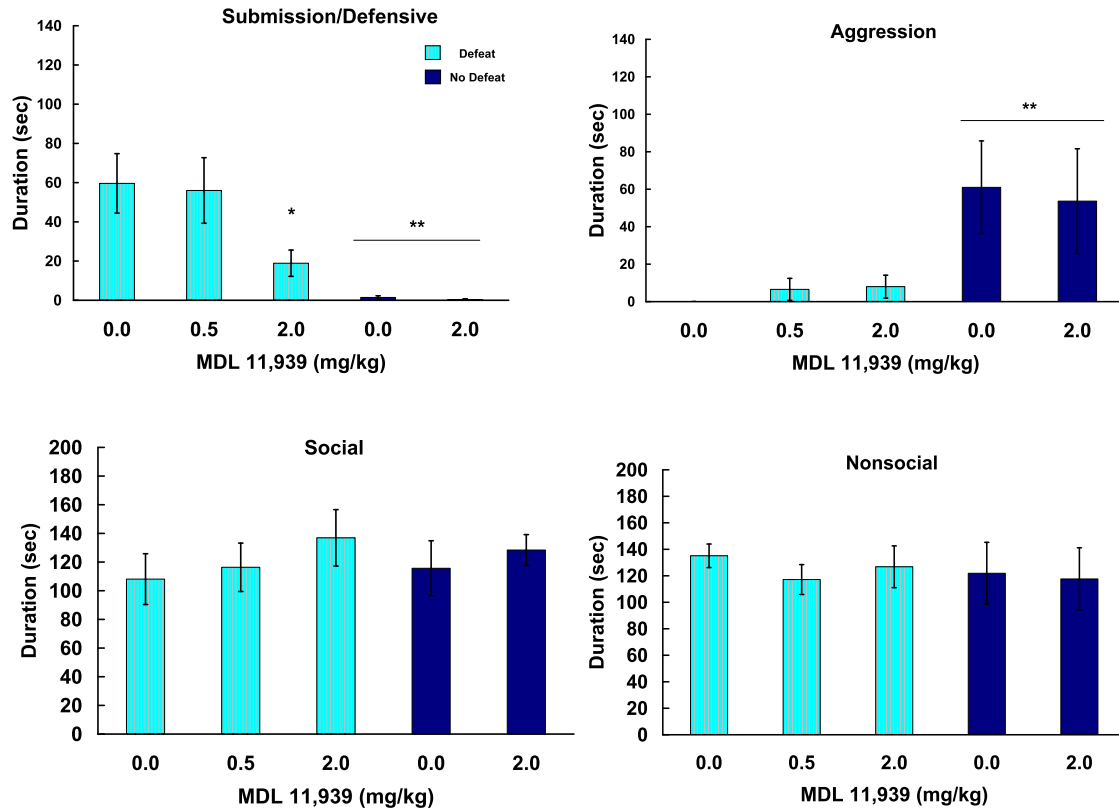 Submission/Defensive
140
120
100
80
60
40
20
0
Duration (sec)
Defeat
No Defeat
*
**
0.0 0.5 2.0 0.0 2.0
MDL 11,939 (mg/kg)
Aggression
140
120
100
80
60
40
20
0
Duration (sec)
**
0.0 0.5 2.0 0.0 2.0
MDL 11,939 (mg/kg)
Social
200
180
160
140
120
100
80
60
40
20
0
Duration (sec)
0.0 0.5 2.0 0.0 2.0
MDL 11,939 (mg/kg)
Nonsocial
200
180
160
140
120
100
80
60
40
20
0
Duration (sec)
0.0 0.5 2.0 0.0 2.0
MDL 11,939 (mg/kg)